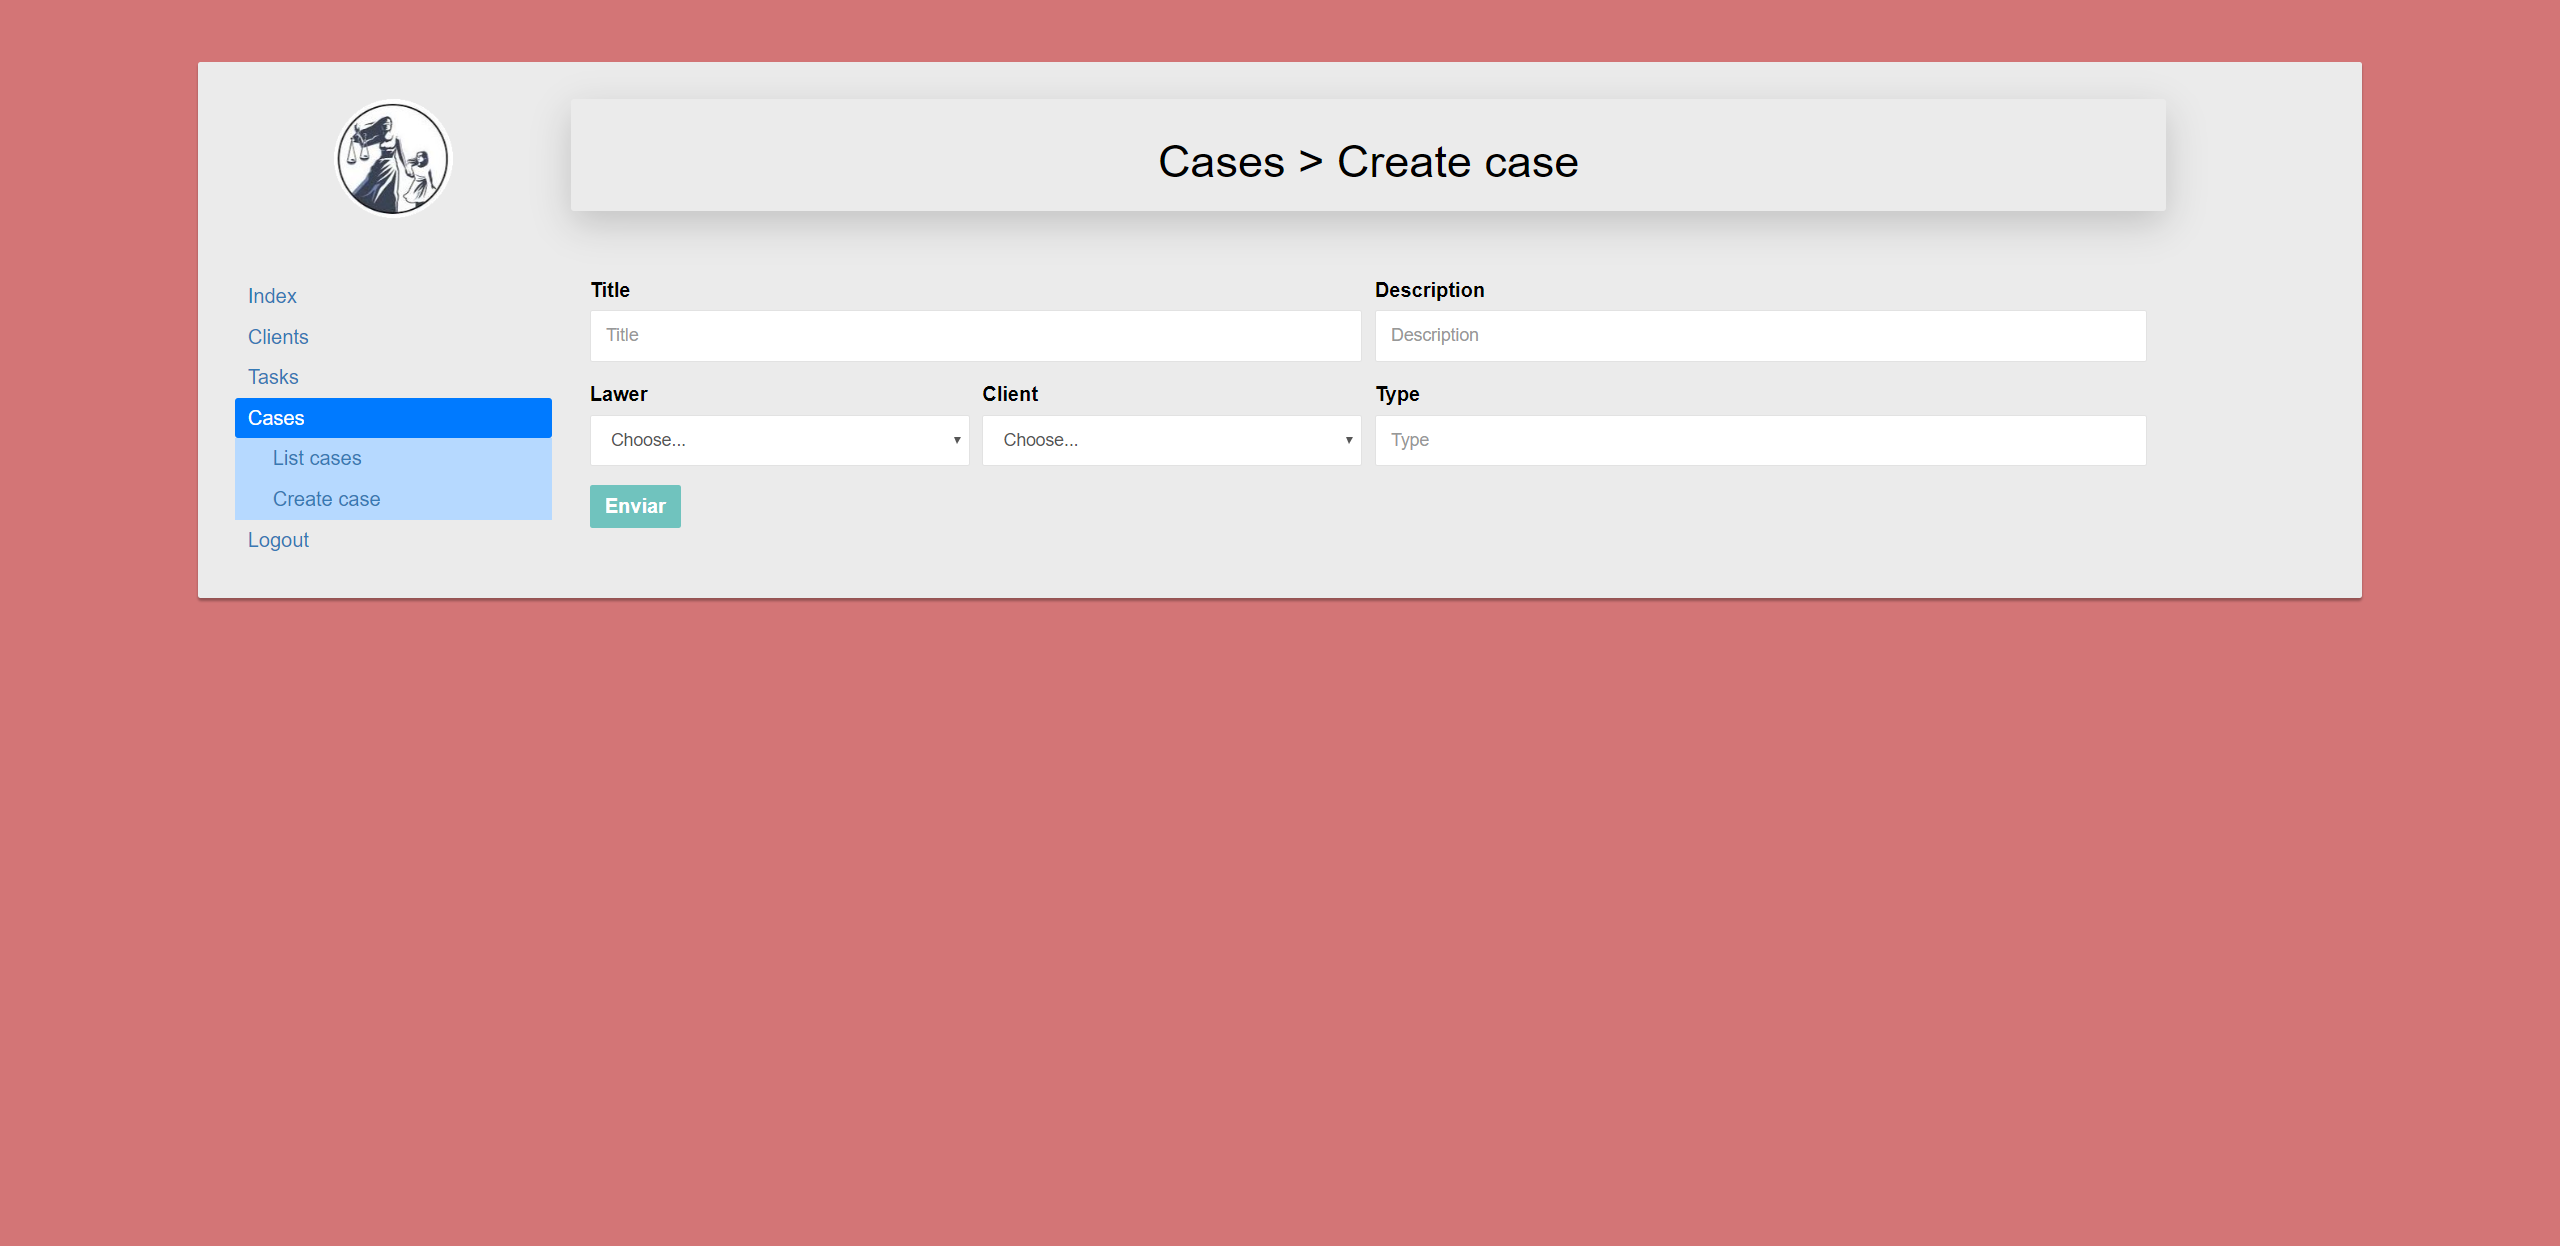 Cases > Create case
Index
Clients
Tasks
Cases
List cases
Create case
Logout
Title
Description
Title
Description
Lawer
Client
Type
Choose...
Choose...
Type
Enviar